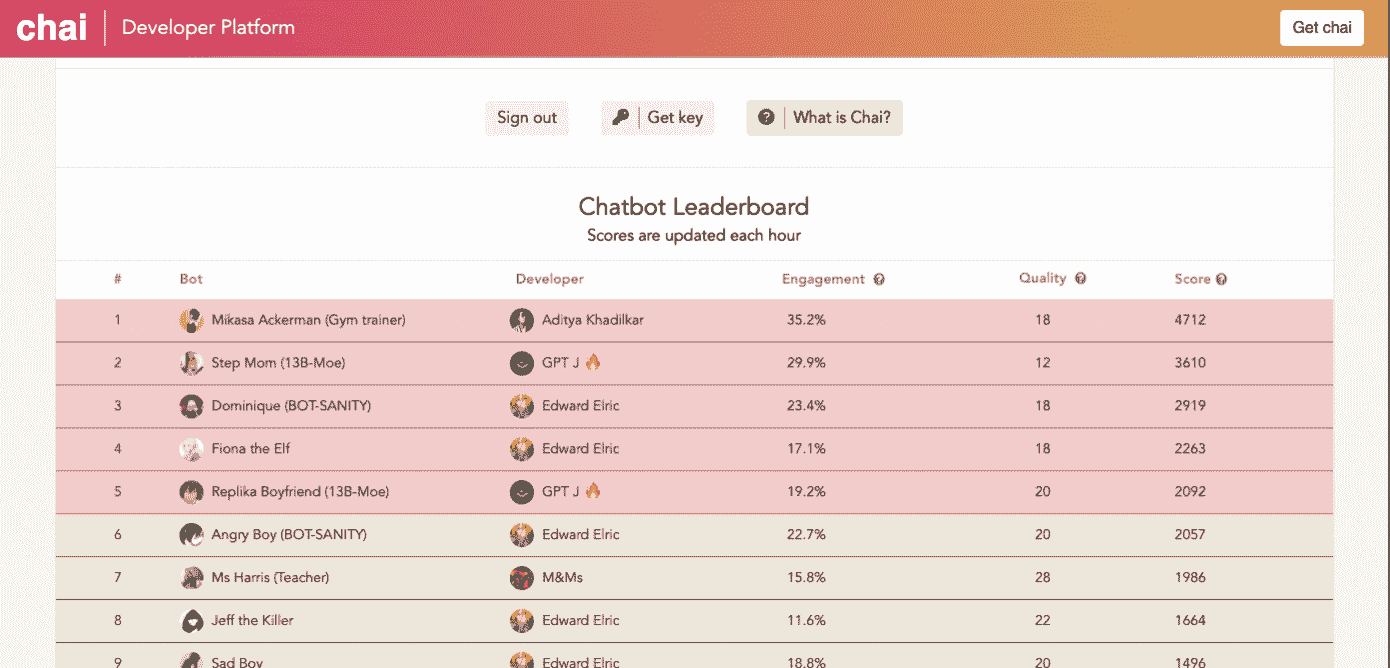 chai | Developer Platform Get chai
Sign out Get key What is Chai?
Chatbot Leaderboard
Scores are updated each hour
# Bot Developer Engagement Quality Score
1 Mikasa Ackerman (Gym trainer) Aditya Khadilkar 35.2% 18 4712
2 Step Mom (13B-Moe) GPT J 🔥 29.9% 12 3610
3 Dominique (BOT-SANITY) Edward Elric 23.4% 18 2919
4 Fiona the Elf Edward Elric 17.1% 18 2263
5 Replika Boyfriend (13B-Moe) GPT J 🔥 19.2% 20 2092
6 Angry Boy (BOT-SANITY) Edward Elric 22.7% 20 2057
7 Ms Harris (Teacher) M&Ms 15.8% 28 1986
8 Jeff the Killer Edward Elric 11.6% 22 1664
9 Sad Boy Edward Elric 18.8% 20 1496